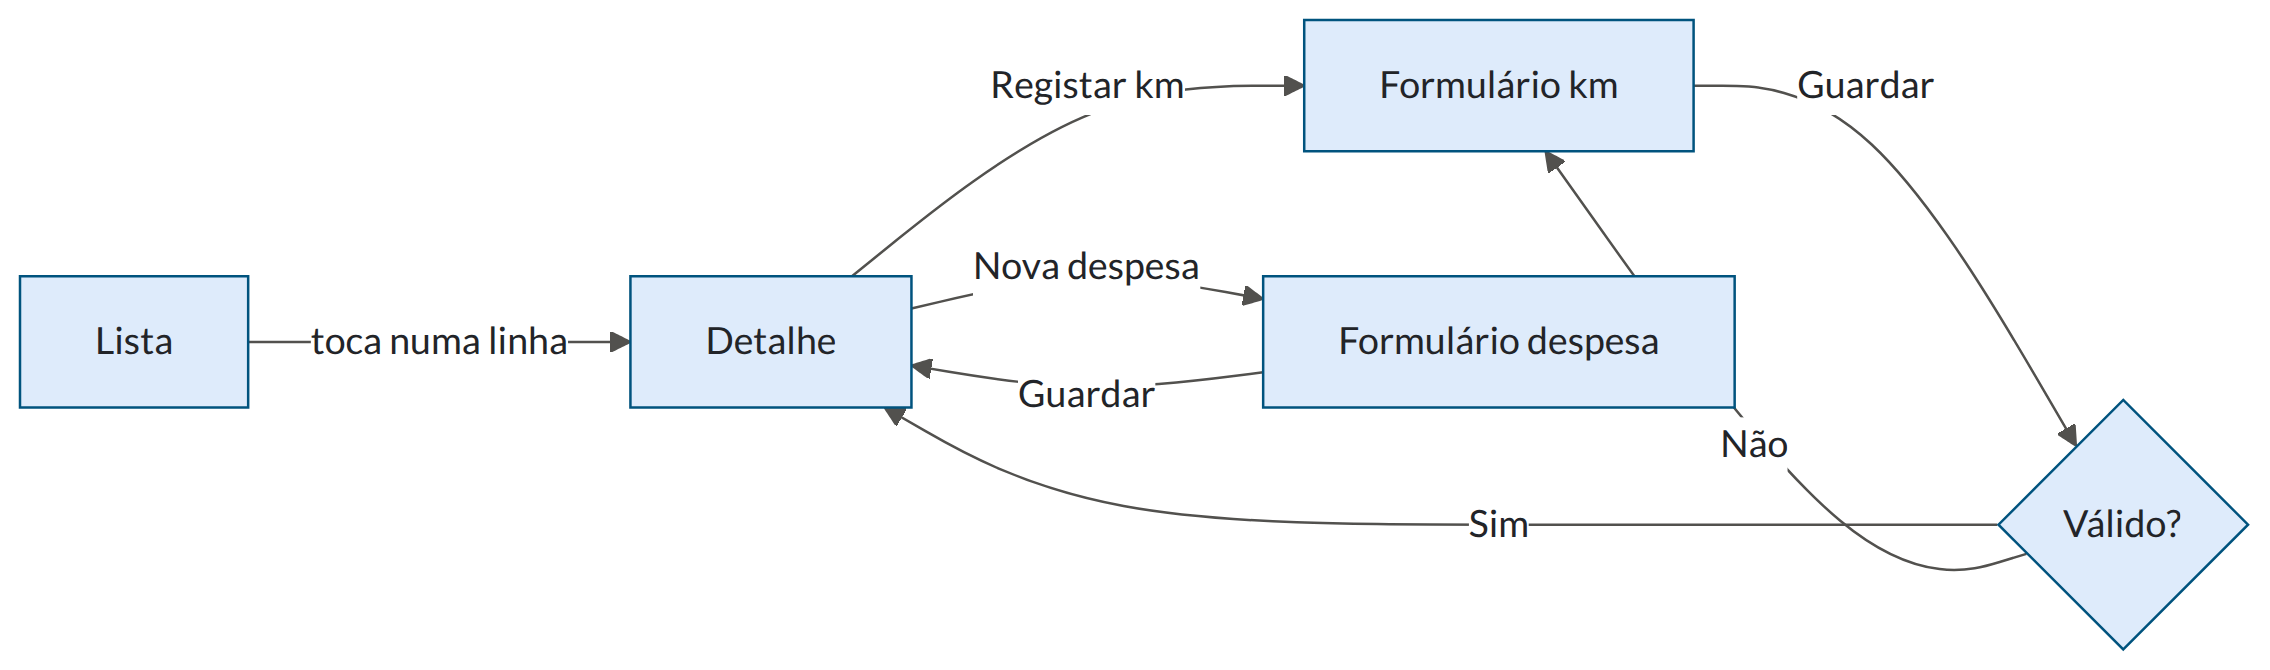 Registar km
Formulário km
Guardar
Nova despesa
Lista
toca numa linha
Detalhe
Formulário despesa
Guardar
Não
Sim
Válido?